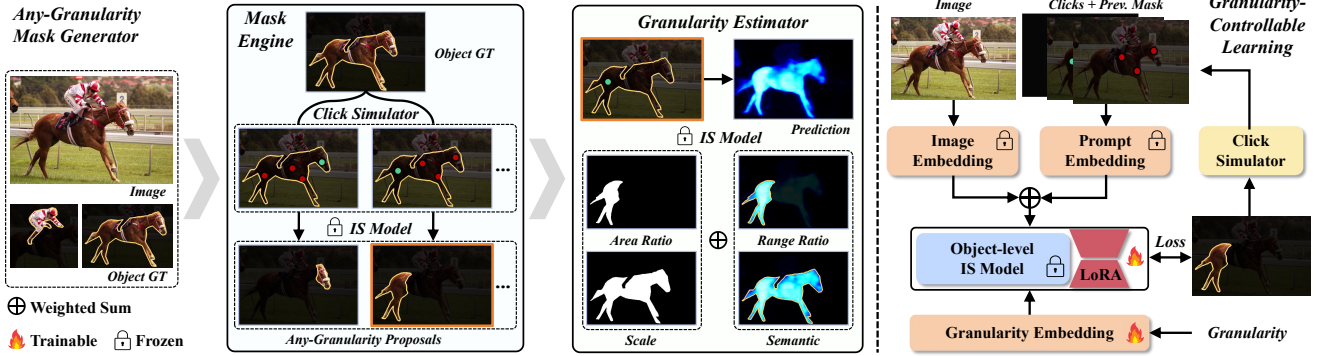 Any-Granularity
Mask Generator
Image
Object GT
Weighted Sum
Trainable
Frozen
Mask
Engine
Object GT
Click Simulator
IS Model
Any-Granularity Proposals
Granularity Estimator
Prediction
IS Model
Area Ratio
Range Ratio
Scale
Semantic
Image
Clicks + Prev. Mask
Granularity-
Controllable
Learning
Image
Embedding
Prompt
Embedding
Click
Simulator
Object-level
IS Model
LoRA
Loss
Granularity Embedding
Granularity